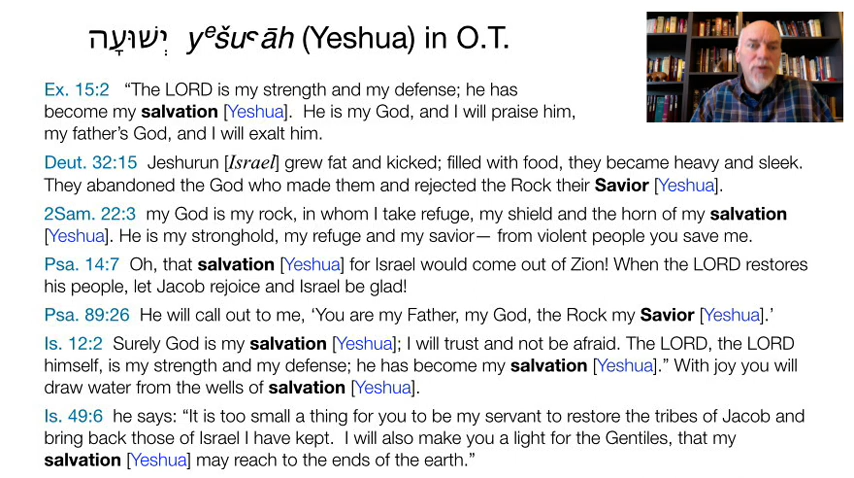 יְשׁוּעָה yᵉšuʿāh (Yeshua) in O.T.
Ex. 15:2 “The LORD is my strength and my defense; he has
become my salvation [Yeshua]. He is my God, and I will praise him,
my father’s God, and I will exalt him.
Deut. 32:15 Jeshurun [Israel] grew fat and kicked; filled with food, they became heavy and sleek.
They abandoned the God who made them and rejected the Rock their Savior [Yeshua].
2Sam. 22:3 my God is my rock, in whom I take refuge, my shield and the horn of my salvation
[Yeshua]. He is my stronghold, my refuge and my savior— from violent people you save me.
Psa. 14:7 Oh, that salvation [Yeshua] for Israel would come out of Zion! When the LORD restores
his people, let Jacob rejoice and Israel be glad!
Psa. 89:26 He will call out to me, ‘You are my Father, my God, the Rock my Savior [Yeshua].’
Is. 12:2 Surely God is my salvation [Yeshua]; I will trust and not be afraid. The LORD, the LORD
himself, is my strength and my defense; he has become my salvation [Yeshua].” With joy you will
draw water from the wells of salvation [Yeshua].
Is. 49:6 he says: “It is too small a thing for you to be my servant to restore the tribes of Jacob and
bring back those of Israel I have kept. I will also make you a light for the Gentiles, that my
salvation [Yeshua] may reach to the ends of the earth.”